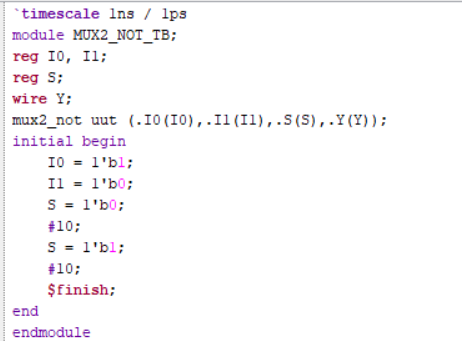 `timescale 1ns / 1ps
module MUX2_NOT_TB;
reg I0, I1;
reg S;
wire Y;
mux2_not uut (.I0(I0),.I1(I1),.S(S),.Y(Y));
initial begin
I0 = 1'b1;
I1 = 1'b0;
S = 1'b0;
#10;
S = 1'b1;
#10;
$finish;
end
endmodule